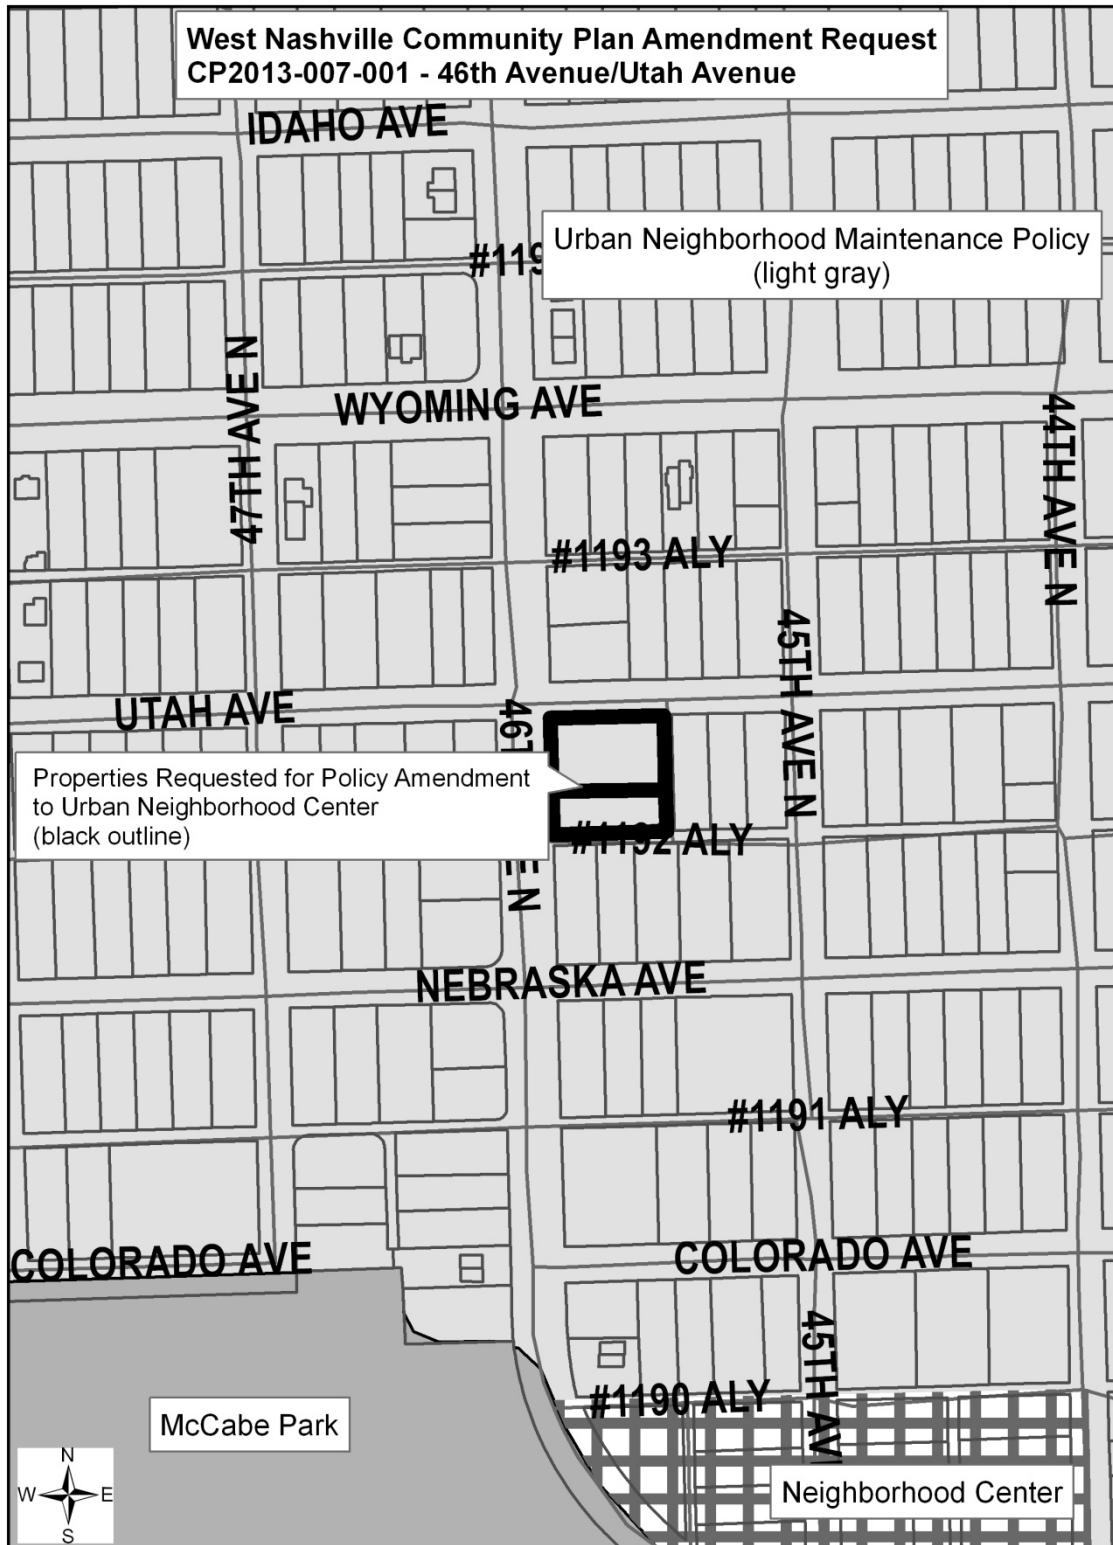 West Nashville Community Plan Amendment Request
CP2013-007-001 - 46th Avenue/Utah Avenue
IDAHO AVE
Urban Neighborhood Maintenance Policy
(light gray)
47TH AVE N
WYOMING AVE
44TH AVE N
#1193 ALY
45TH AVE N
UTAH AVE
Properties Requested for Policy Amendment
to Urban Neighborhood Center
(black outline)
#1192 ALY
NEBRASKA AVE
#1191 ALY
COLORADO AVE
COLORADO AVE
45TH AV
#1190 ALY
McCabe Park
Neighborhood Center
N
W E
S